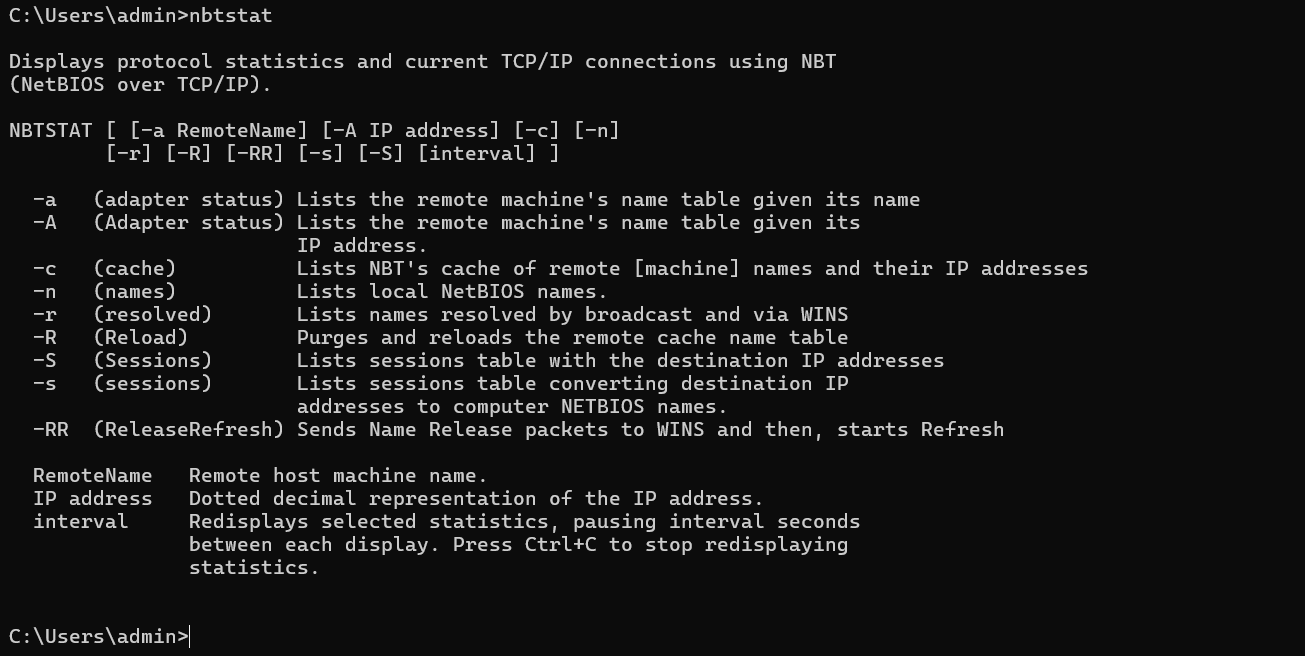 C:\Users\admin>nbtstat
Displays protocol statistics and current TCP/IP connections using NBT
(NetBIOS over TCP/IP).
NBTSTAT [ [-a RemoteName] [-A IP address] [-c] [-n]
        [-r] [-R] [-RR] [-s] [-S] [interval] ]
  -a   (adapter status) Lists the remote machine's name table given its name
  -A   (Adapter status) Lists the remote machine's name table given its
                        IP address.
  -c   (cache)          Lists NBT's cache of remote [machine] names and their IP addresses
  -n   (names)          Lists local NetBIOS names.
  -r   (resolved)       Lists names resolved by broadcast and via WINS
  -R   (Reload)         Purges and reloads the remote cache name table
  -S   (Sessions)       Lists sessions table with the destination IP addresses
  -s   (sessions)       Lists sessions table converting destination IP
                        addresses to computer NETBIOS names.
  -RR  (ReleaseRefresh) Sends Name Release packets to WINS and then, starts Refresh
  RemoteName   Remote host machine name.
  IP address   Dotted decimal representation of the IP address.
  interval     Redisplays selected statistics, pausing interval seconds
               between each display. Press Ctrl+C to stop redisplaying
               statistics.
C:\Users\admin>